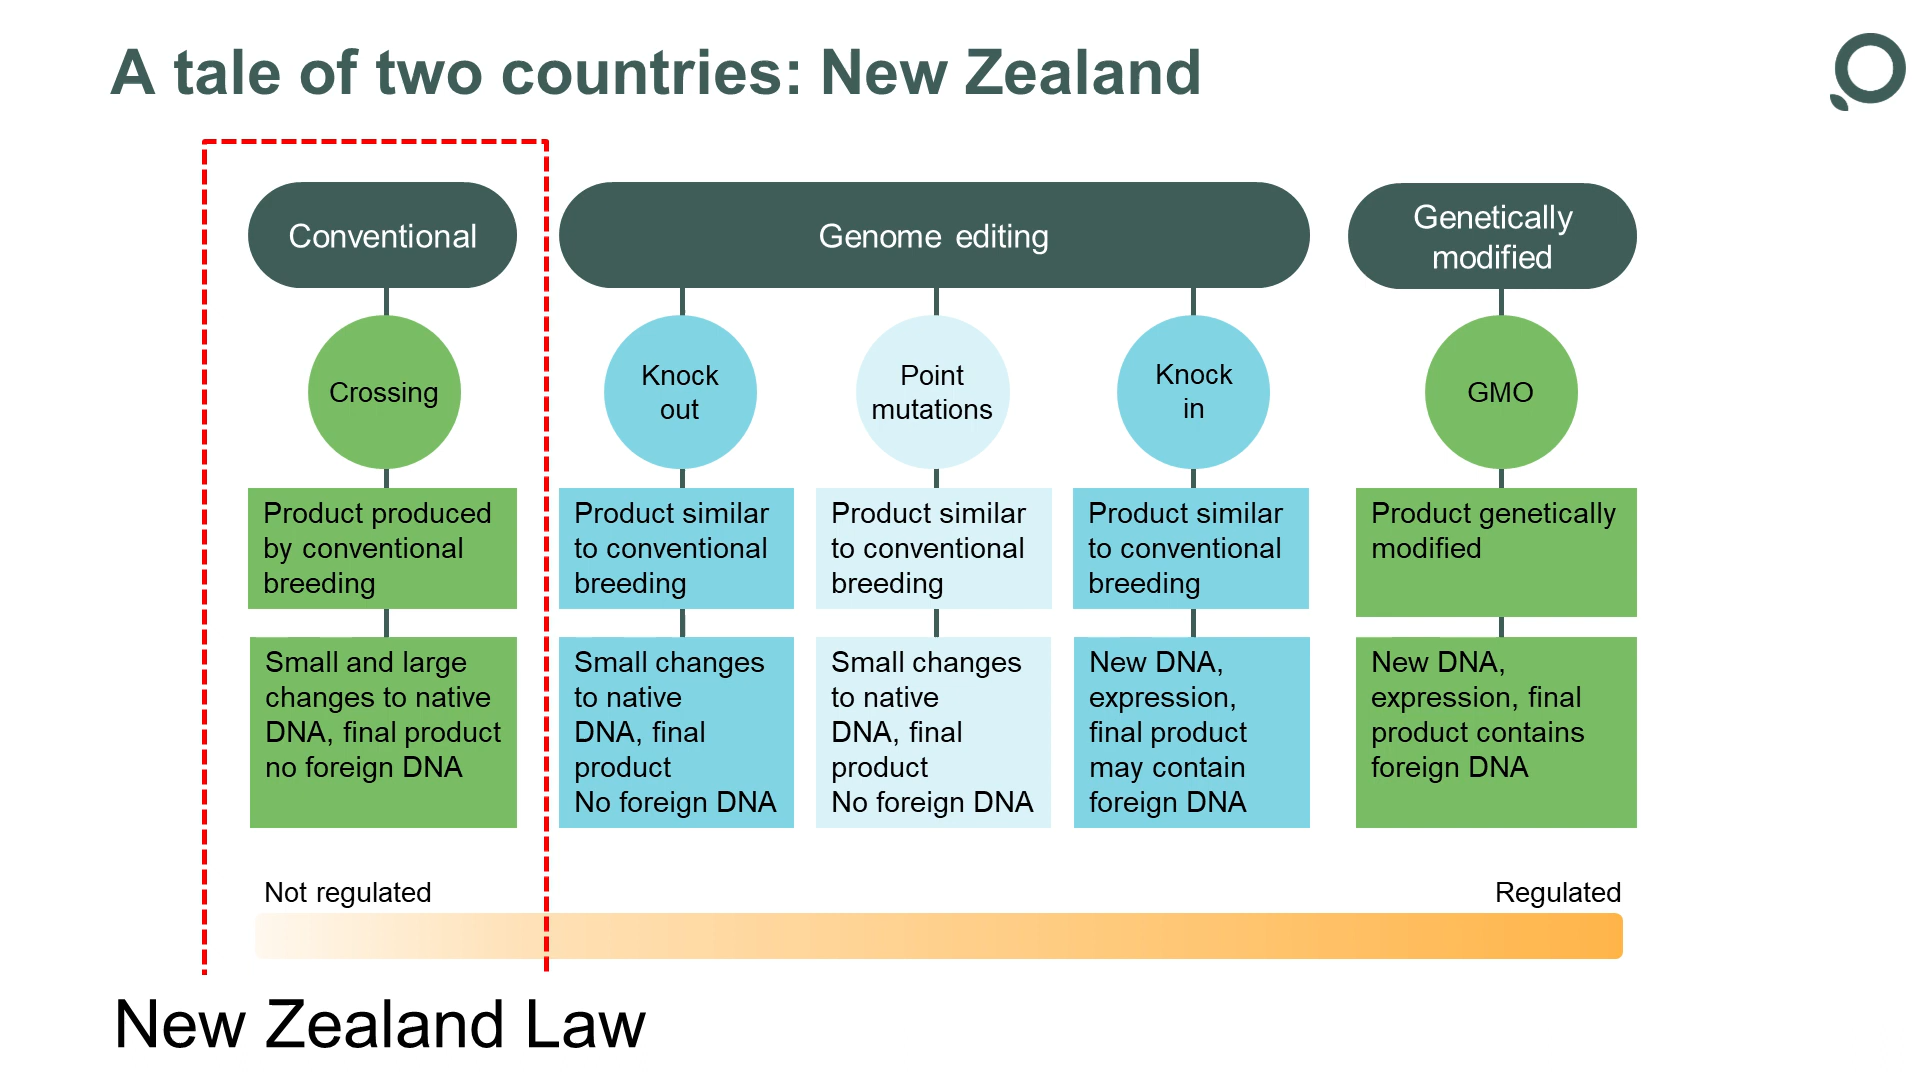 A tale of two countries: New Zealand
Conventional
Genome editing
Genetically
modified
Crossing
Knock
out
Point
mutations
Knock
in
GMO
Product produced
by conventional
breeding
Product similar
to conventional
breeding
Product similar
to conventional
breeding
Product similar
to conventional
breeding
Product genetically
modified
Small and large
changes to native
DNA, final product
no foreign DNA
Small changes
to native
DNA, final
product
No foreign DNA
Small changes
to native
DNA, final
product
No foreign DNA
New DNA,
expression,
final product
may contain
foreign DNA
New DNA,
expression, final
product contains
foreign DNA
Not regulated
Regulated
New Zealand Law